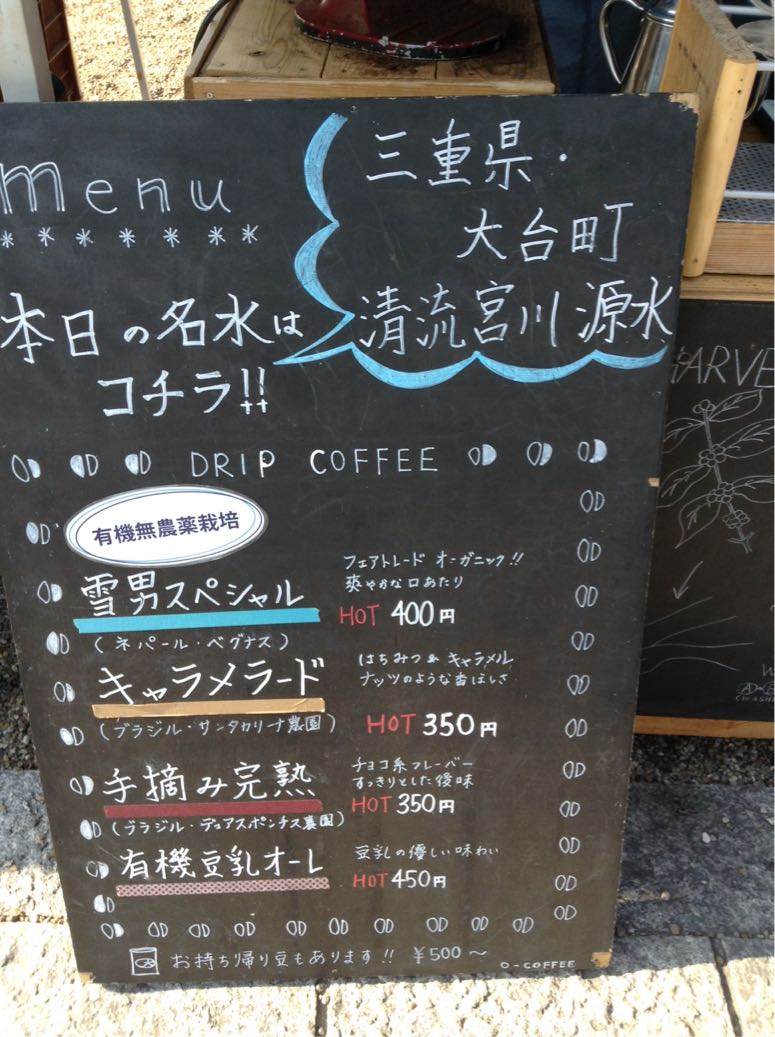 menu
*******
三重県・
大台町
清流宮川 源水
本日の名水は
コチラ!!
DRIP COFFEE
有機無農薬栽培
雪男スペシャル
フェアトレード オーガニック!!
爽やかな口あたり
HOT 400円
(ネパール・ベグナス)
キャラメラード
はちみつ&キャラメル
ナッツのような香ばしさ
HOT 350円
(ブラジル・サンタカリーナ農園)
手摘み完熟
チョコ系フレーバー
すっきりとした後味
HOT 350円
(ブラジル・デュアスポンチス農園)
有機豆乳オーレ
豆乳の優しい味わい
HOT 450円
お持ち帰り豆もあります!! ¥500〜
O-COFFEE
HARVE